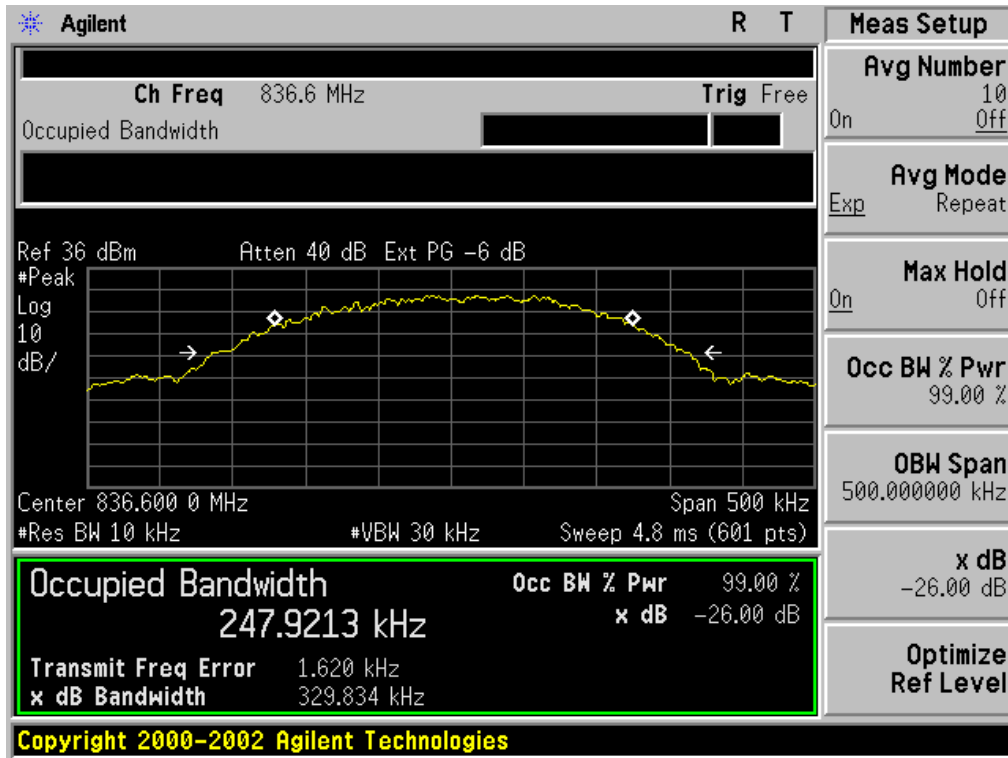 Agilent R T
Ch Freq 836.6 MHz Trig Free
Occupied Bandwidth
Ref 36 dBm Atten 40 dB Ext PG -6 dB
#Peak
Log
10
dB/
Center 836.600 0 MHz Span 500 kHz
#Res BW 10 kHz #VBW 30 kHz Sweep 4.8 ms (601 pts)
Occupied Bandwidth Occ BW % Pwr 99.00 %
247.9213 kHz x dB -26.00 dB
Transmit Freq Error 1.620 kHz
x dB Bandwidth 329.834 kHz
Copyright 2000-2002 Agilent Technologies
Meas Setup
Avg Number
10
On Off
Avg Mode
Exp Repeat
Max Hold
On Off
Occ BW % Pwr
99.00 %
OBW Span
500.000000 kHz
x dB
-26.00 dB
Optimize
Ref Level